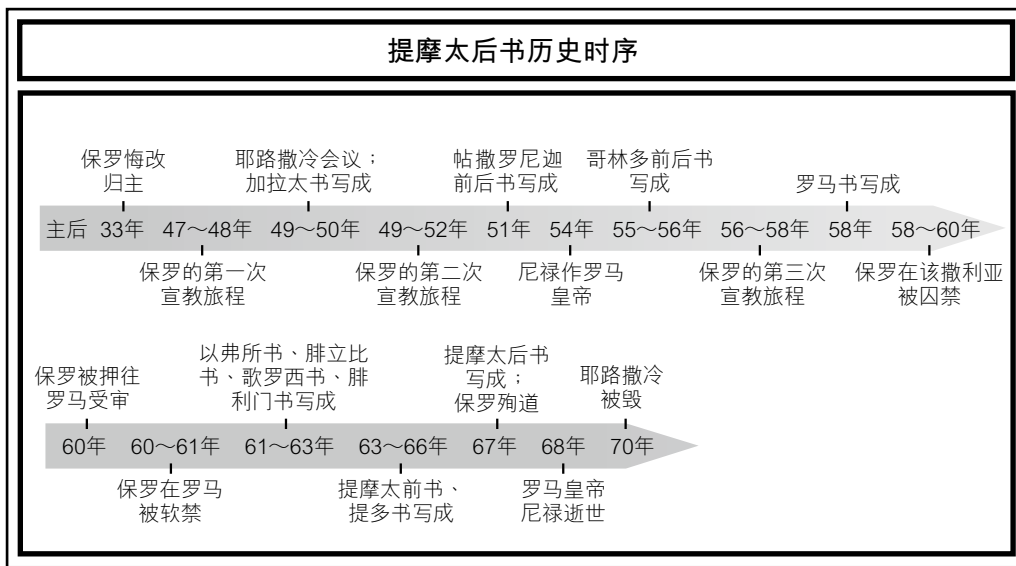 提摩太后书历史时序
保罗悔改
归主
耶路撒冷会议；
加拉太书写成
帖撒罗尼迦
前后书写成
哥林多前后书
写成
罗马书写成
主后 33年 47～48年 49～50年 49～52年 51年 54年 55～56年 56～58年 58年 58～60年
保罗的第一次
宣教旅程
保罗的第二次
宣教旅程
尼禄作罗马
皇帝
保罗的第三次
宣教旅程
保罗在该撒利亚
被囚禁
保罗被押往
罗马受审
以弗所书、腓立比
书、歌罗西书、腓
利门书写成
提摩太后书
写成；
保罗殉道
耶路撒冷
被毁
60年 60～61年 61～63年 63～66年 67年 68年 70年
保罗在罗马
被软禁
提摩太前书、
提多书写成
罗马皇帝
尼禄逝世